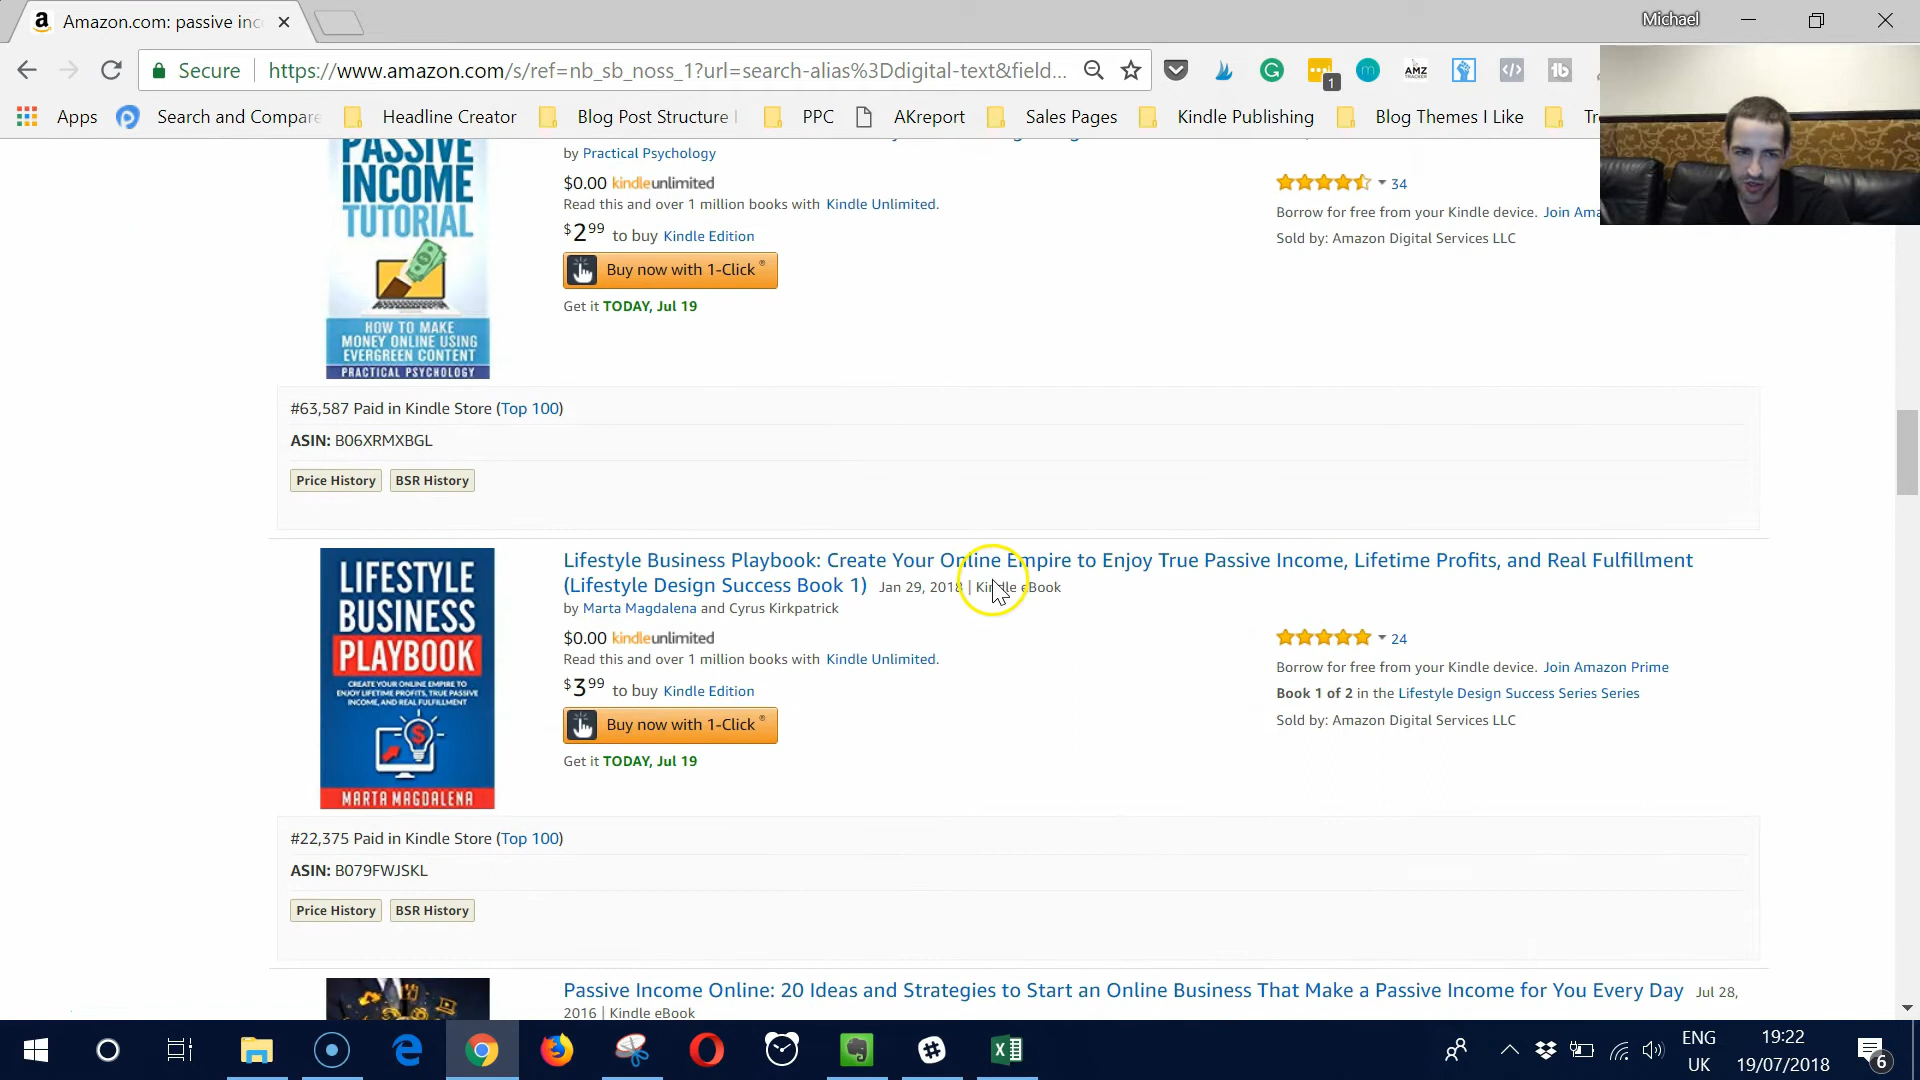 Amazon.com: passive inc
Michael
Secure
https://www.amazon.com/s/ref=nb_sb_noss_1?url=search-alias%3Ddigital-text&field...
1
AMZ
TRACKER
tb
Apps
Search and Compare
Headline Creator
Blog Post Structure
PPC
AKreport
Sales Pages
Kindle Publishing
Blog Themes I Like
PASSIVE
INCOME
TUTORIAL
HOW TO MAKE
MONEY ONLINE USING
EVERGREEN CONTENT
PRACTICAL PSYCHOLOGY
by Practical Psychology
$0.00 kindleunlimited
Read this and over 1 million books with Kindle Unlimited.
$2 99 to buy Kindle Edition
Buy now with 1-Click ®
Get it TODAY, Jul 19
34
Borrow for free from your Kindle device. Join Ama
Sold by: Amazon Digital Services LLC
#63,587 Paid in Kindle Store (Top 100)
ASIN: B06XRMXBGL
Price History BSR History
LIFESTYLE
BUSINESS
PLAYBOOK
CREATE YOUR ONLINE EMPIRE TO
ENJOY LIFETIME PROFITS, TRUE PASSIVE
INCOME, AND REAL FULFILLMENT
MARTA MAGDALENA
Lifestyle Business Playbook: Create Your Online Empire to Enjoy True Passive Income, Lifetime Profits, and Real Fulfillment
(Lifestyle Design Success Book 1) Jan 29, 2018 | Kindle eBook
by Marta Magdalena and Cyrus Kirkpatrick
$0.00 kindleunlimited
Read this and over 1 million books with Kindle Unlimited.
$3 99 to buy Kindle Edition
Buy now with 1-Click ®
Get it TODAY, Jul 19
24
Borrow for free from your Kindle device. Join Amazon Prime
Book 1 of 2 in the Lifestyle Design Success Series Series
Sold by: Amazon Digital Services LLC
#22,375 Paid in Kindle Store (Top 100)
ASIN: B079FWJSKL
Price History BSR History
Passive Income Online: 20 Ideas and Strategies to Start an Online Business That Make a Passive Income for You Every Day Jul 28,
2016 | Kindle eBook
ENG
UK
19:22
19/07/2018
6